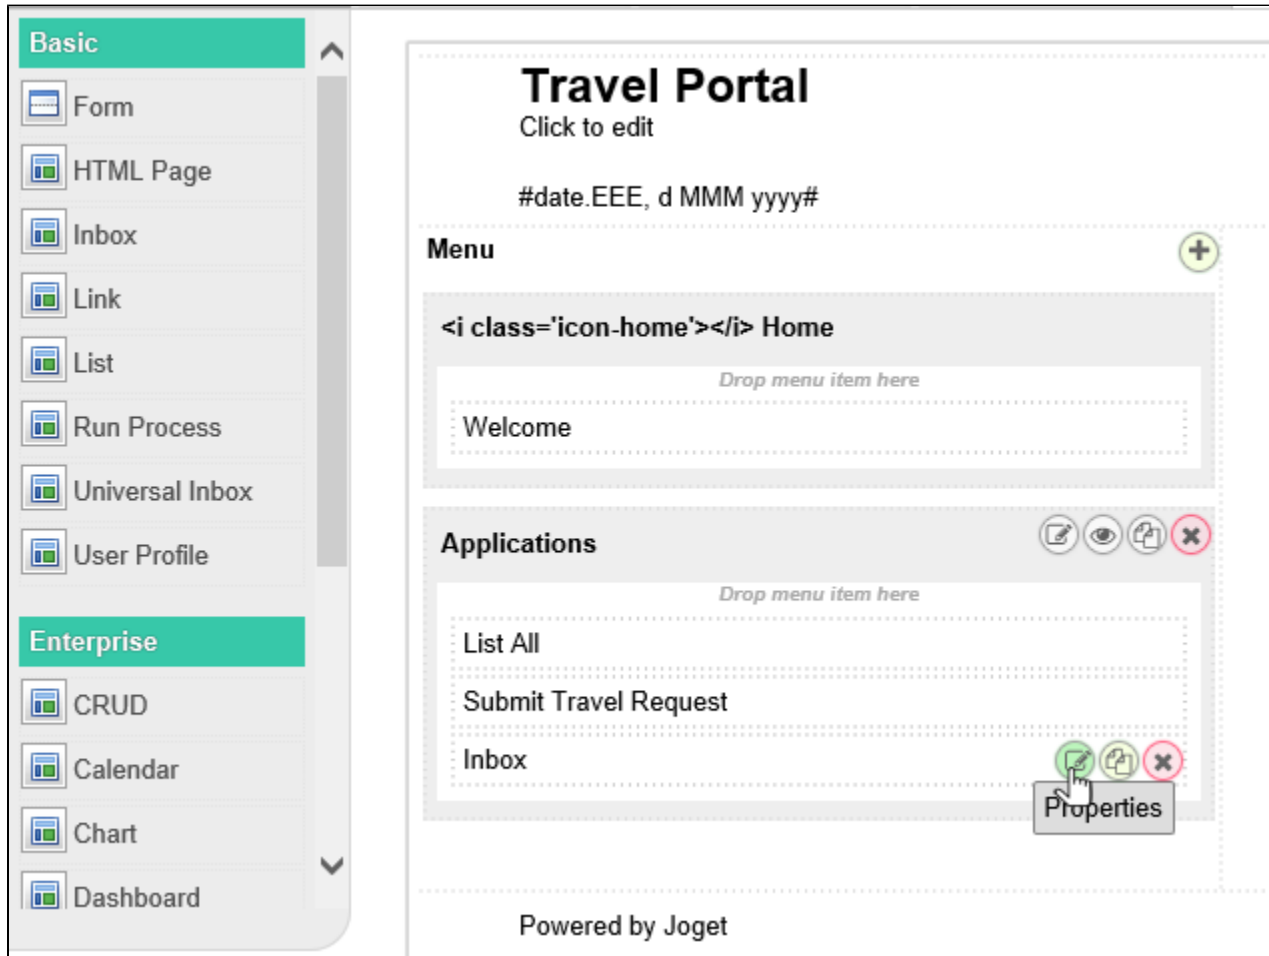 Basic
Form
HTML Page
Inbox
Link
List
Run Process
Universal Inbox
User Profile
Enterprise
CRUD
Calendar
Chart
Dashboard
Travel Portal
Click to edit
#date.EEE, d MMM yyyy#
Menu
<i class='icon-home'></i> Home
Drop menu item here
Welcome
Applications
Drop menu item here
List All
Submit Travel Request
Inbox
Properties
Powered by Joget